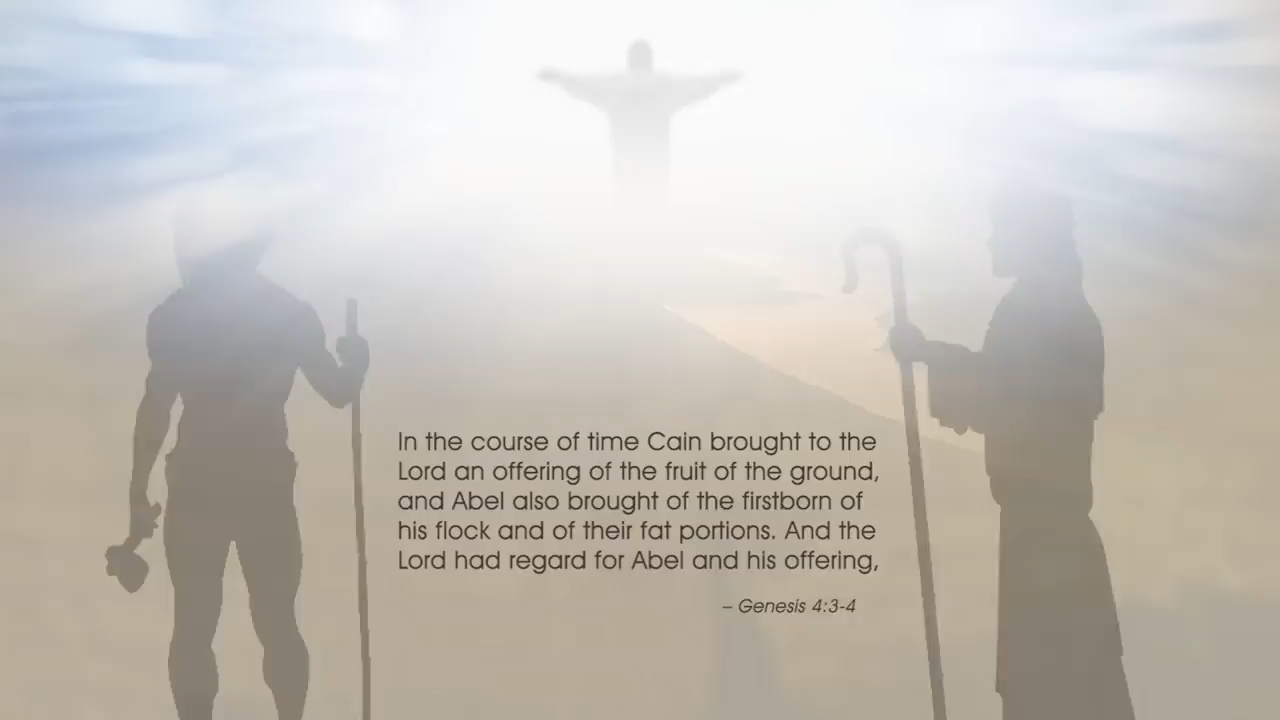 In the course of time Cain brought to the
Lord an offering of the fruit of the ground,
and Abel also brought of the firstborn of
his flock and of their fat portions. And the
Lord had regard for Abel and his offering,
– Genesis 4:3-4